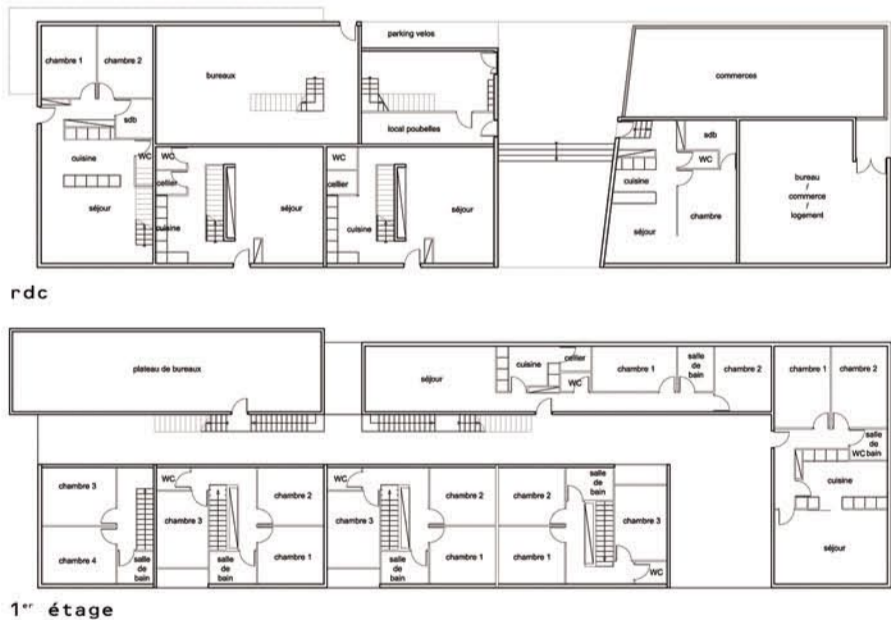 parking velos
chambre 1
chambre 2
bureaux
commerces
sdb
local poubelles
sdb
cuisine
WC
WC
WC
WC
cellier
cellier
cuisine
bureau
/
commerce
/
logement
séjour
séjour
séjour
cuisine
cuisine
séjour
chambre
rdc
plateau de bureaux
séjour
cuisine
cellier
WC
chambre 1
salle
de
bain
chambre 2
chambre 1
chambre 2
salle
de
bain
WC
cuisine
séjour
chambre 3
chambre 4
salle
de
bain
WC
chambre 3
salle
de
bain
chambre 2
chambre 1
WC
chambre 3
salle
de
bain
chambre 2
chambre 1
chambre 2
chambre 1
salle
de
bain
chambre 3
WC
1er étage